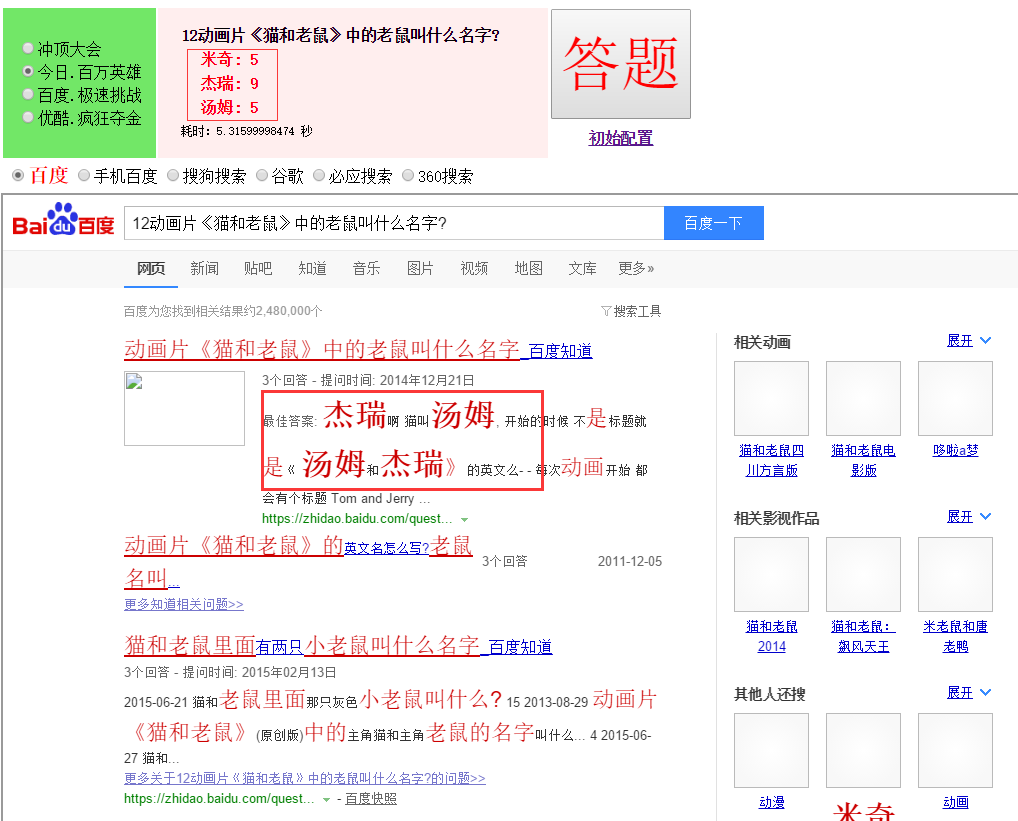 冲顶大会
今日.百万英雄
百度.极速挑战
优酷.疯狂夺金
12动画片《猫和老鼠》中的老鼠叫什么名字?
米奇: 5
杰瑞: 9
汤姆: 5
耗时: 5.31599998474 秒
答题
初始配置
百度 手机百度 搜狗搜索 谷歌 必应搜索 360搜索
Bai du 百度 12动画片《猫和老鼠》中的老鼠叫什么名字? 百度一下
网页 新闻 贴吧 知道 音乐 图片 视频 地图 文库 更多»
百度为您找到相关结果约2,480,000个 搜索工具
动画片《猫和老鼠》中的老鼠叫什么名字_百度知道
3个回答 - 提问时间: 2014年12月21日
最佳答案: 杰瑞啊 猫叫汤姆, 开始的时候 不是标题就
是《 汤姆和杰瑞》 的英文么- - 每次动画开始 都
会有个标题 Tom and Jerry ...
https://zhidao.baidu.com/quest...
动画片《猫和老鼠》的英文名怎么写?老鼠
名叫... 3个回答 2011-12-05
更多知道相关问题>>
猫和老鼠里面有两只小老鼠叫什么名字_百度知道
3个回答 - 提问时间: 2015年02月13日
2015-06-21 猫和老鼠里面那只灰色小老鼠叫什么? 15 2013-08-29 动画片
《猫和老鼠》(原创版)中的主角猫和主角老鼠的名字叫什么... 4 2015-06-
27 猫和...
更多关于12动画片《猫和老鼠》中的老鼠叫什么名字?的问题>>
https://zhidao.baidu.com/quest... - 百度快照
相关动画 展开
猫和老鼠四 猫和老鼠电 哆啦a梦
川方言版 影版
相关影视作品 展开
猫和老鼠 猫和老鼠: 米老鼠和唐
2014 飙风天王 老鸭
其他人还搜 展开
动漫 米奇 动画